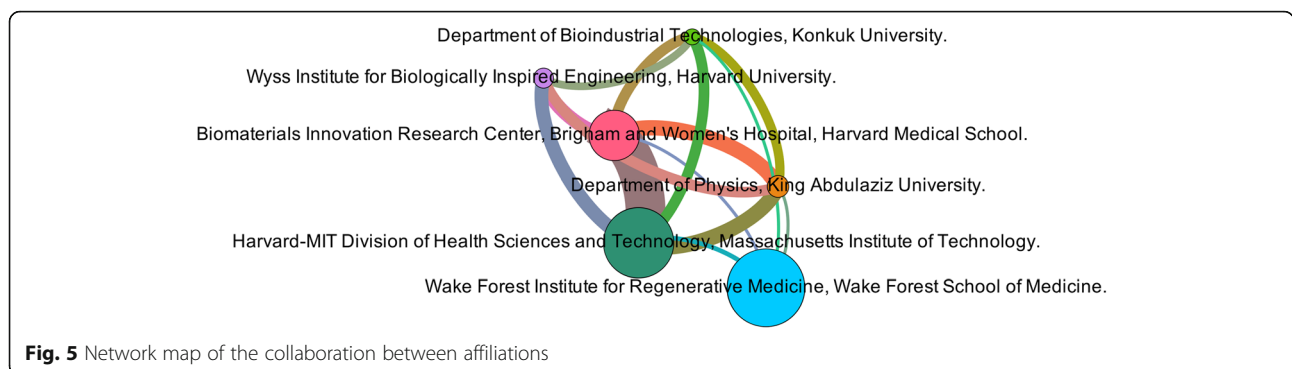 Department of Bioindustrial Technologies, Konkuk University.
Wyss Institute for Biologically Inspired Engineering, Harvard University.
Biomaterials Innovation Research Center, Brigham and Women's Hospital, Harvard Medical School.
Department of Physics, King Abdulaziz University.
Harvard-MIT Division of Health Sciences and Technology, Massachusetts Institute of Technology.
Wake Forest Institute for Regenerative Medicine, Wake Forest School of Medicine.
Fig. 5 Network map of the collaboration between affiliations